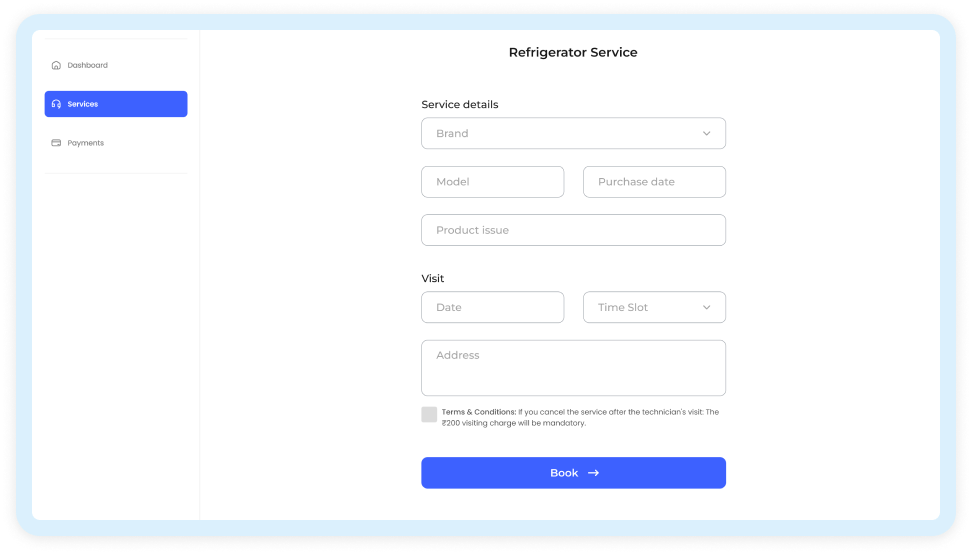 Refrigerator Service
Dashboard
Services
Payments
Service details
Brand
Model
Purchase date
Product issue
Visit
Date
Time Slot
Address
Terms & Conditions: If you cancel the service after the technician's visit: The
₹200 visiting charge will be mandatory.
Book →